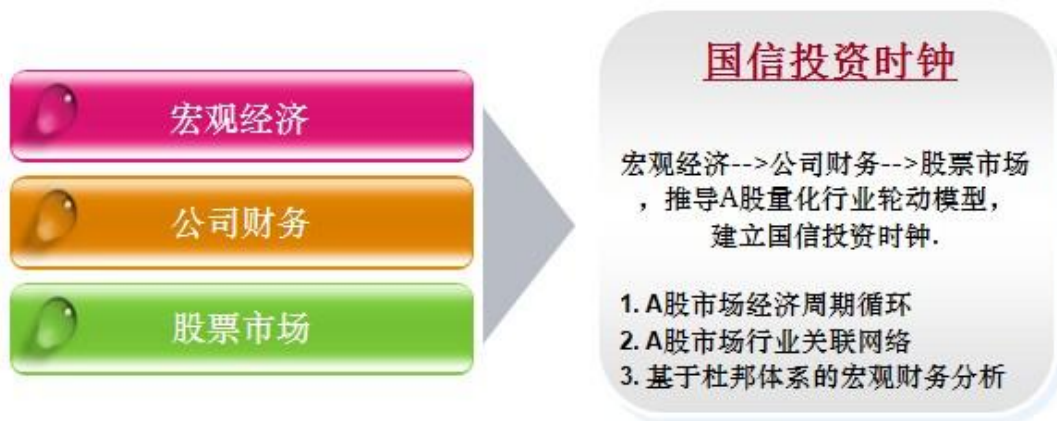 宏观经济
公司财务
股票市场
国信投资时钟
宏观经济-->公司财务-->股票市场
，推导A股量化行业轮动模型，
建立国信投资时钟.
1. A股市场经济周期循环
2. A股市场行业关联网络
3. 基于杜邦体系的宏观财务分析